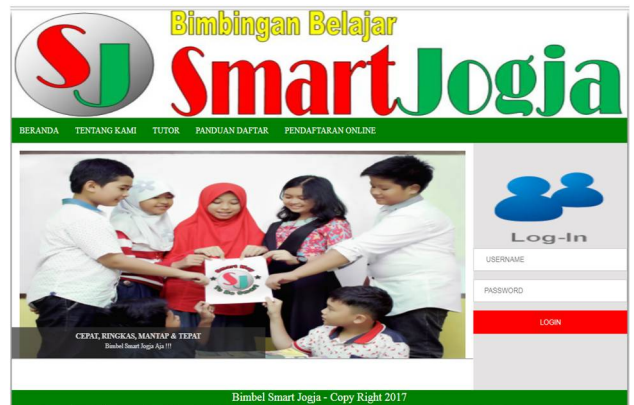 Bimbingan Belajar
SJ SmartJogja
BERANDA TENTANG KAMI TUTOR PANDUAN DAFTAR PENDAFTARAN ONLINE
SJ
CEPAT, RINGKAS, MANTAP & TEPAT
Bimbel Smart Jogja Aja !!!
Log-In
USERNAME
PASSWORD
LOGIN
Bimbel Smart Jogja - Copy Right 2017